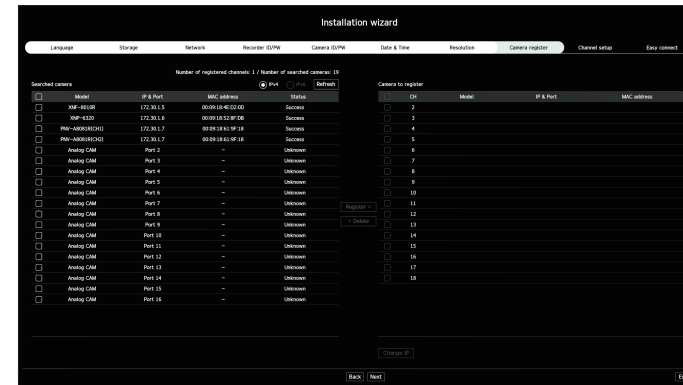 Installation wizard
Language Storage Network Recorder ID/PW Camera ID/PW Date & Time Resolution Camera register Channel setup Easy connect
Number of registered channels: 1 / Number of searched cameras: 19
Searched camera IPv4 IPv6 Refresh
Model IP & Port MAC address Status
XNF-8010R 172.30.1.5 00:09:18:4E:D2:0D Success
XNP-6320 172.30.1.6 00:09:18:52:8F:DB Success
PNV-A8081R(CH1) 172.30.1.7 00:09:18:61:9F:18 Success
PNV-A8081R(CH2) 172.30.1.7 00:09:18:61:9F:18 Success
Analog CAM Port 2 - Unknown
Analog CAM Port 3 - Unknown
Analog CAM Port 4 - Unknown
Analog CAM Port 5 - Unknown
Analog CAM Port 6 - Unknown
Analog CAM Port 7 - Unknown
Analog CAM Port 8 - Unknown
Analog CAM Port 9 - Unknown
Analog CAM Port 10 - Unknown
Analog CAM Port 11 - Unknown
Analog CAM Port 12 - Unknown
Analog CAM Port 13 - Unknown
Analog CAM Port 14 - Unknown
Analog CAM Port 15 - Unknown
Analog CAM Port 16 - Unknown
Register >
< Delete
Camera to register
CH Model IP & Port MAC address
2
3
4
5
6
7
8
9
10
11
12
13
14
15
16
17
18
Change IP
Back Next